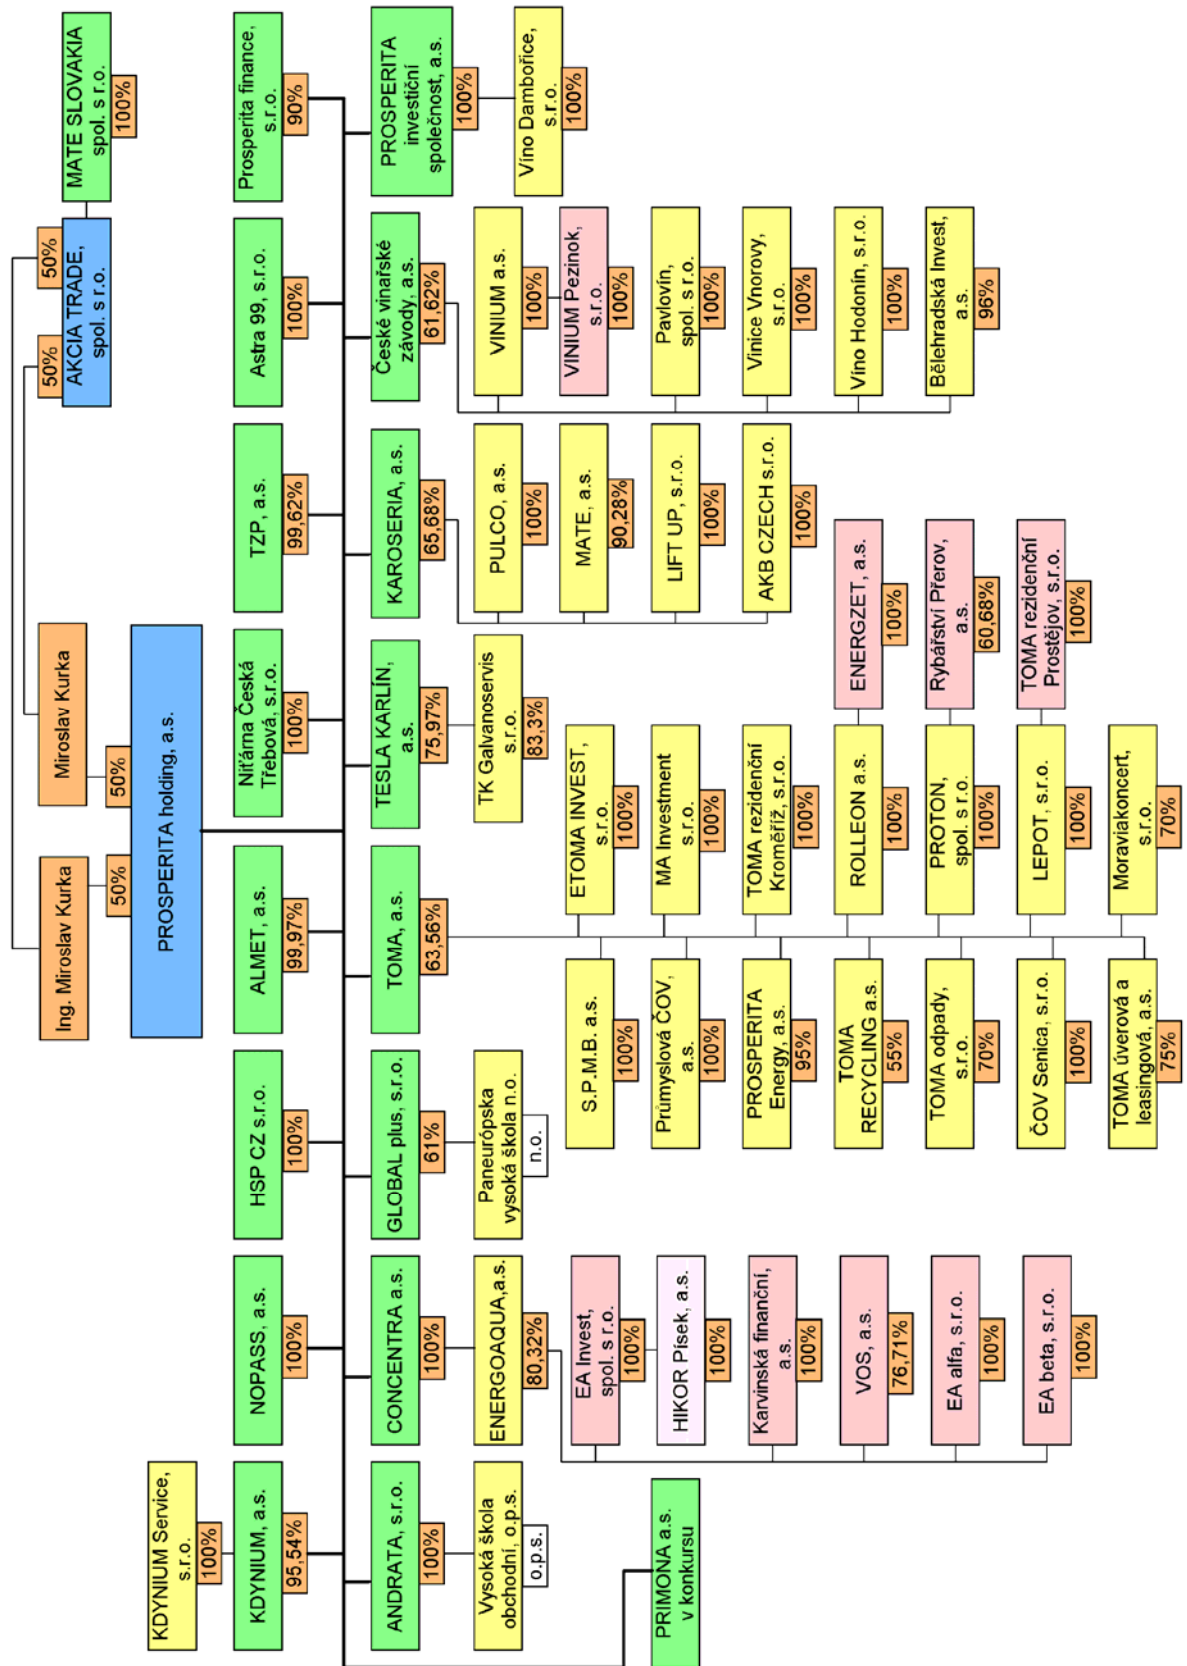 Ing. Miroslav Kurka
Miroslav Kurka
50%
50%
PROSPERITA holding, a.s.
50%
50%
AKCIA TRADE,
spol. s r.o.
MATE SLOVAKIA
spol. s r.o.
100%
KDYNIUM Service,
s.r.o.
100%
KDYNIUM, a.s.
95,54%
NOPASS, a.s.
100%
HSP CZ s.r.o.
100%
ALMET, a.s.
99,97%
Niťárna Česká
Třebová, s.r.o.
100%
TZP, a.s.
99,62%
Astra 99, s.r.o.
100%
Prosperita finance,
s.r.o.
90%
ANDRATA, s.r.o.
100%
Vysoká škola
obchodní, o.p.s.
o.p.s.
CONCENTRA a.s.
100%
ENERGOAQUA,a.s.
80,32%
EA Invest,
spol. s r.o.
100%
HIKOR Písek, a.s.
100%
Karvinská finanční,
a.s.
100%
VOS, a.s.
76,71%
EA alfa, s.r.o.
100%
EA beta, s.r.o.
100%
GLOBAL plus, s.r.o.
61%
Paneurópska
vysoká škola n.o.
n.o.
TOMA, a.s.
63,56%
S.P.M.B. a.s.
100%
ETOMA INVEST,
s.r.o.
100%
Průmyslová ČOV,
a.s.
100%
MA Investment
s.r.o.
100%
PROSPERITA
Energy, a.s.
95%
TOMA rezidenční
Kroměříž, s.r.o.
100%
TOMA
RECYCLING a.s.
55%
ROLLEON a.s.
100%
ENERGZET, a.s.
100%
TOMA odpady,
s.r.o.
70%
PROTON,
spol. s r.o.
100%
Rybářství Přerov,
a.s.
60,68%
ČOV Senica, s.r.o.
100%
LEPOT, s.r.o.
100%
TOMA rezidenční
Prostějov, s.r.o.
100%
TOMA úverová a
leasingová, a.s.
75%
Moraviakoncert,
s.r.o.
70%
TESLA KARLÍN,
a.s.
75,97%
TK Galvanoservis
s.r.o.
83,3%
KAROSERIA, a.s.
65,68%
PULCO, a.s.
100%
MATE, a.s.
90,28%
LIFT UP, s.r.o.
100%
AKB CZECH s.r.o.
100%
České vinařské
závody, a.s.
61,62%
VINIUM a.s.
100%
VINIUM Pezinok,
s.r.o.
100%
Pavlovín,
spol. s r.o.
100%
Vinice Vnorovy,
s.r.o.
100%
Víno Hodonín, s.r.o.
100%
Bělehradská Invest,
a.s.
96%
PROSPERITA
investiční
společnost, a.s.
100%
Víno Dambořice,
s.r.o.
100%
PRIMONA a.s.
v konkursu